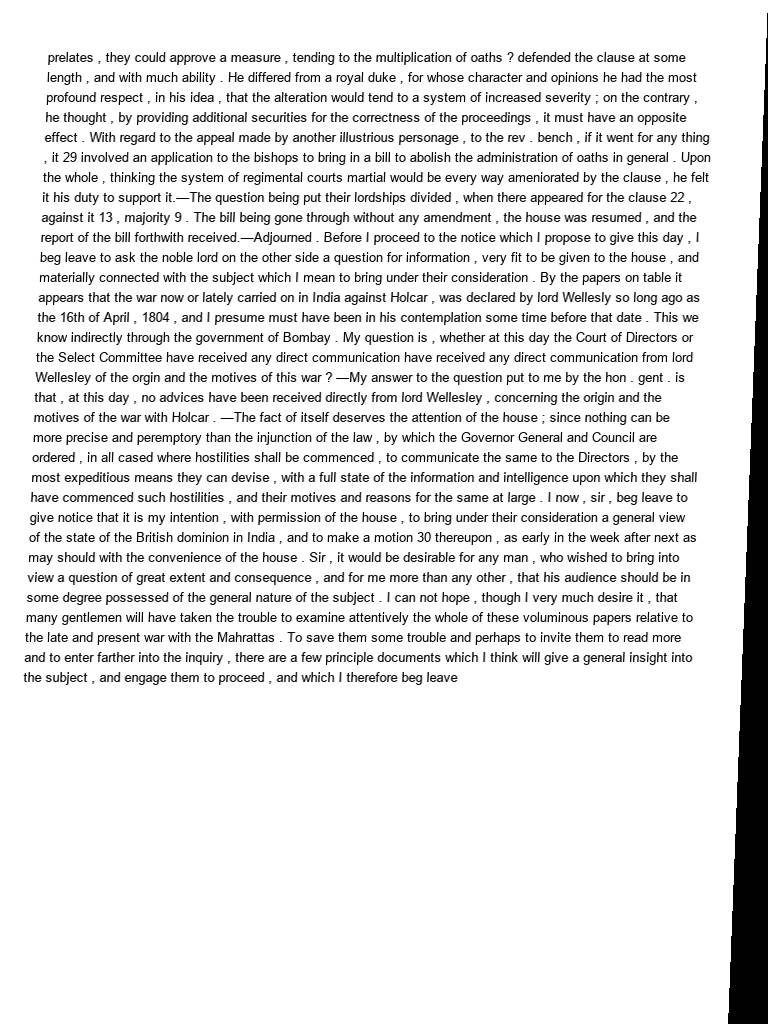 prelates , they could approve a measure , tending to the multiplication of oaths ? defended the clause at some
length , and with much ability . He differed from a royal duke , for whose character and opinions he had the most
profound respect , in his idea , that the alteration would tend to a system of increased severity ; on the contrary ,
he thought , by providing additional securities for the correctness of the proceedings , it must have an opposite
effect . With regard to the appeal made by another illustrious personage , to the rev . bench , if it went for any thing
, it 29 involved an application to the bishops to bring in a bill to abolish the administration of oaths in general . Upon
the whole , thinking the system of regimental courts martial would be every way ameniorated by the clause , he felt
it his duty to support it.—The question being put their lordships divided , when there appeared for the clause 22 ,
against it 13 , majority 9 . The bill being gone through without any amendment , the house was resumed , and the
report of the bill forthwith received.—Adjourned . Before I proceed to the notice which I propose to give this day , I
beg leave to ask the noble lord on the other side a question for information , very fit to be given to the house , and
materially connected with the subject which I mean to bring under their consideration . By the papers on table it
appears that the war now or lately carried on in India against Holcar , was declared by lord Wellesly so long ago as
the 16th of April , 1804 , and I presume must have been in his contemplation some time before that date . This we
know indirectly through the government of Bombay . My question is , whether at this day the Court of Directors or
the Select Committee have received any direct communication have received any direct communication from lord
Wellesley of the orgin and the motives of this war ? —My answer to the question put to me by the hon . gent . is
that , at this day , no advices have been received directly from lord Wellesley , concerning the origin and the
motives of the war with Holcar . —The fact of itself deserves the attention of the house ; since nothing can be
more precise and peremptory than the injunction of the law , by which the Governor General and Council are
ordered , in all cased where hostilities shall be commenced , to communicate the same to the Directors , by the
most expeditious means they can devise , with a full state of the information and intelligence upon which they shall
have commenced such hostilities , and their motives and reasons for the same at large . I now , sir , beg leave to
give notice that it is my intention , with permission of the house , to bring under their consideration a general view
of the state of the British dominion in India , and to make a motion 30 thereupon , as early in the week after next as
may should with the convenience of the house . Sir , it would be desirable for any man , who wished to bring into
view a question of great extent and consequence , and for me more than any other , that his audience should be in
some degree possessed of the general nature of the subject . I can not hope , though I very much desire it , that
many gentlemen will have taken the trouble to examine attentively the whole of these voluminous papers relative to
the late and present war with the Mahrattas . To save them some trouble and perhaps to invite them to read more
and to enter farther into the inquiry , there are a few principle documents which I think will give a general insight into
the subject , and engage them to proceed , and which I therefore beg leave